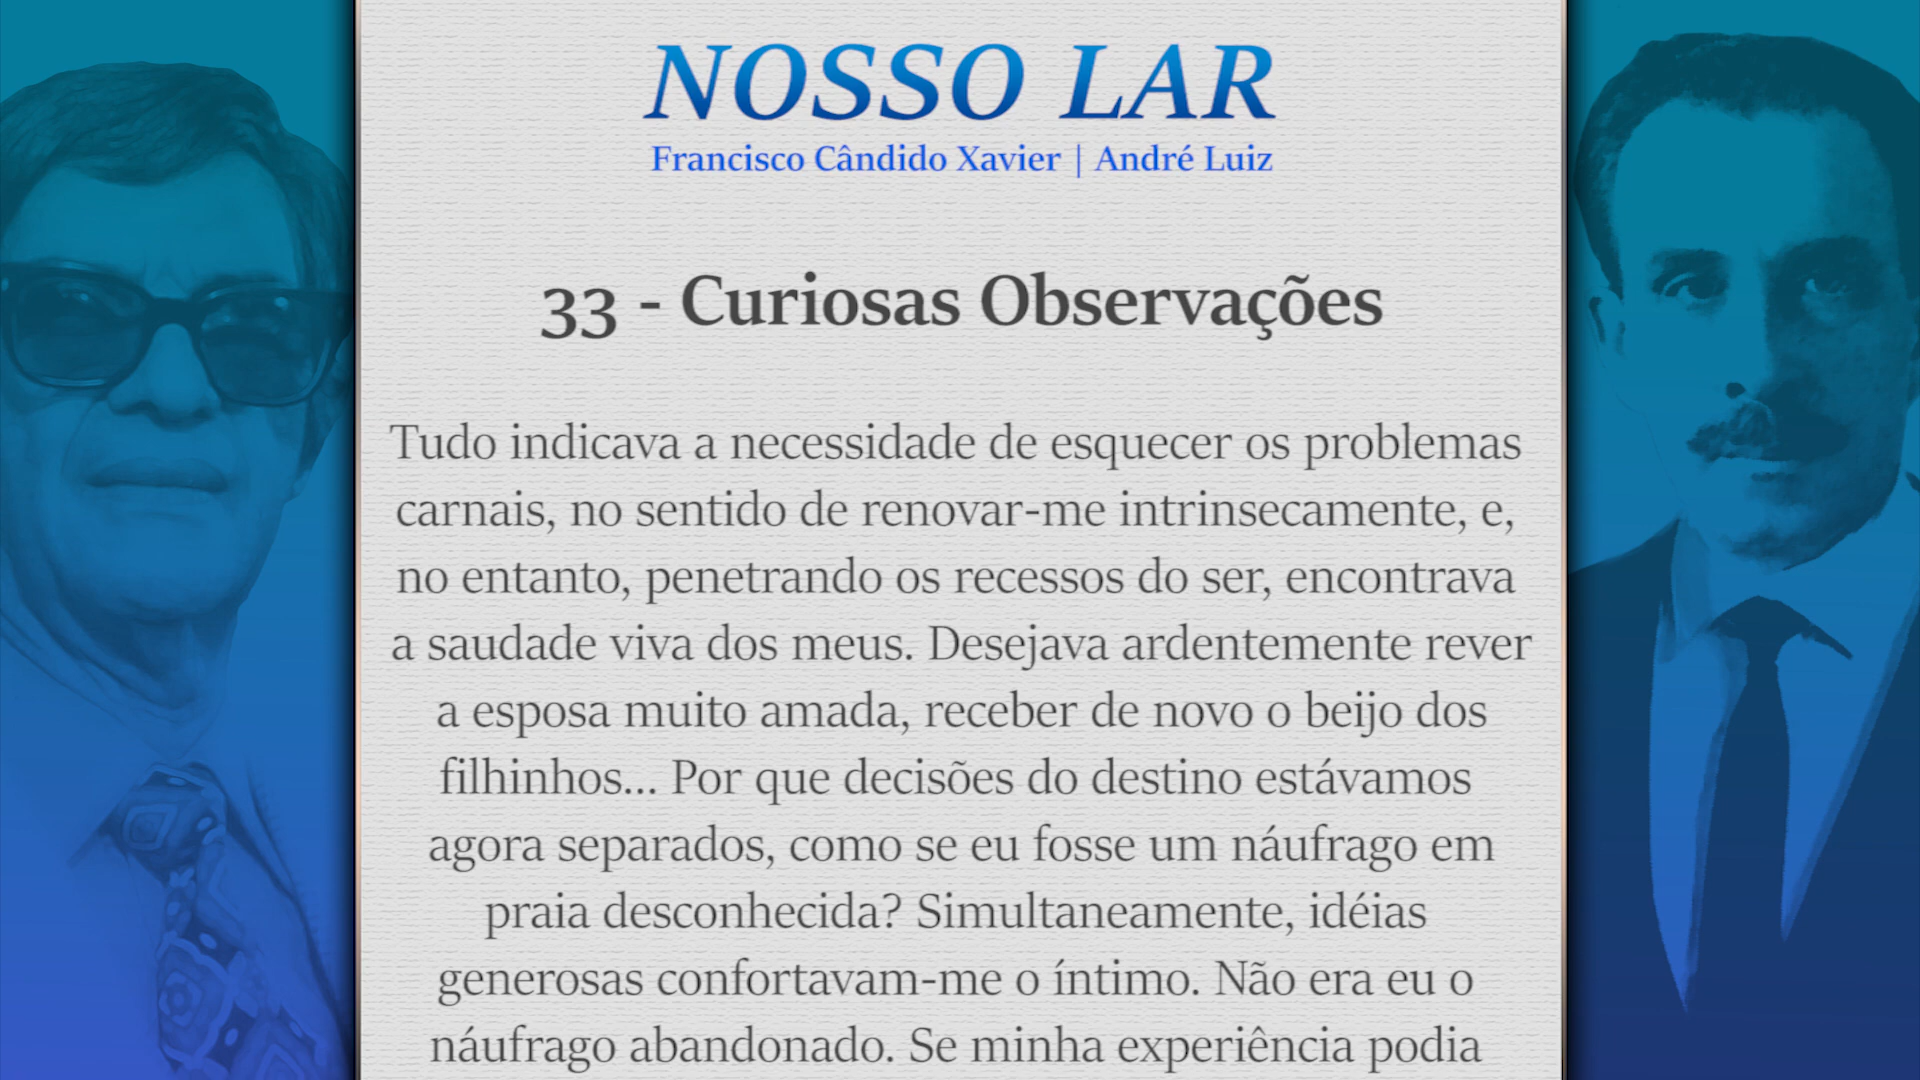 NOSSO LAR
Francisco Cândido Xavier | André Luiz
33 - Curiosas Observações
Tudo indicava a necessidade de esquecer os problemas
carnais, no sentido de renovar-me intrinsecamente, e,
no entanto, penetrando os recessos do ser, encontrava
a saudade viva dos meus. Desejava ardentemente rever
a esposa muito amada, receber de novo o beijo dos
filhinhos... Por que decisões do destino estávamos
agora separados, como se eu fosse um náufrago em
praia desconhecida? Simultaneamente, idéias
generosas confortavam-me o íntimo. Não era eu o
náufrago abandonado. Se minha experiência podia